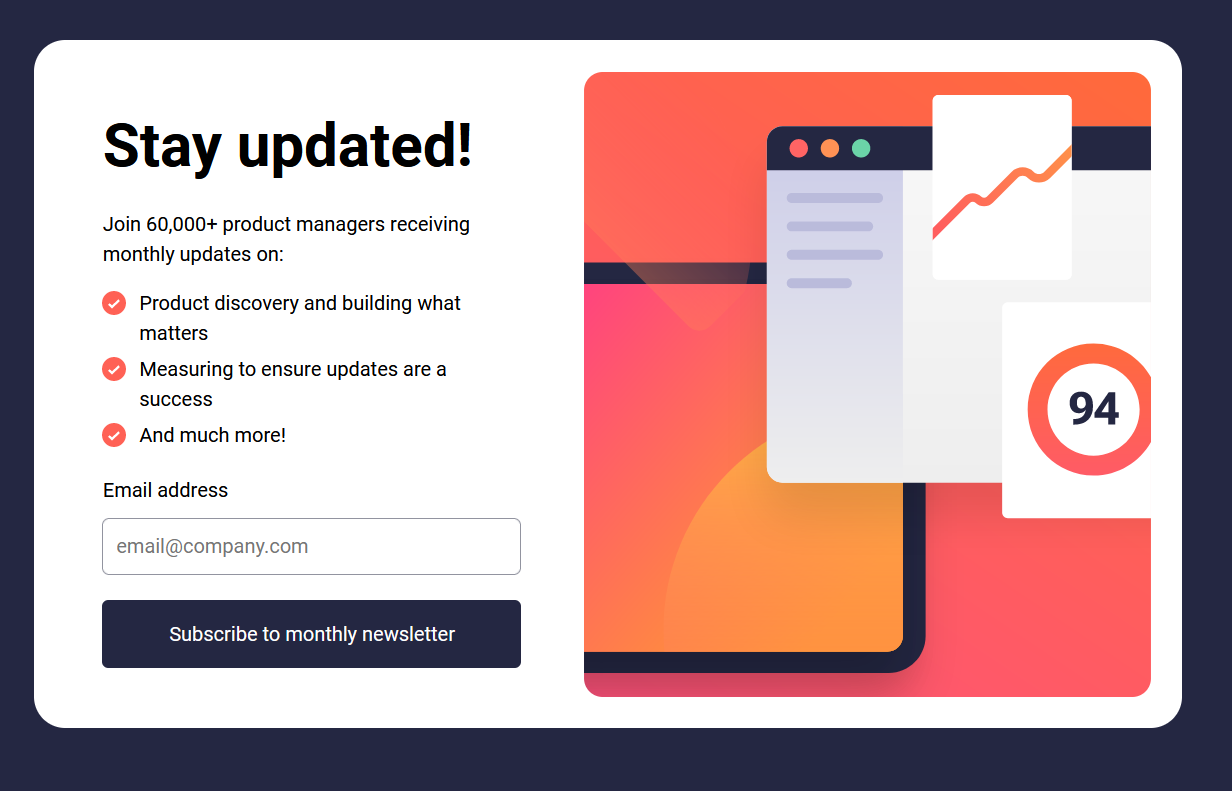 Stay updated!
Join 60,000+ product managers receiving
monthly updates on:
Product discovery and building what
matters
Measuring to ensure updates are a
success
And much more!
Email address
email@company.com
Subscribe to monthly newsletter
94